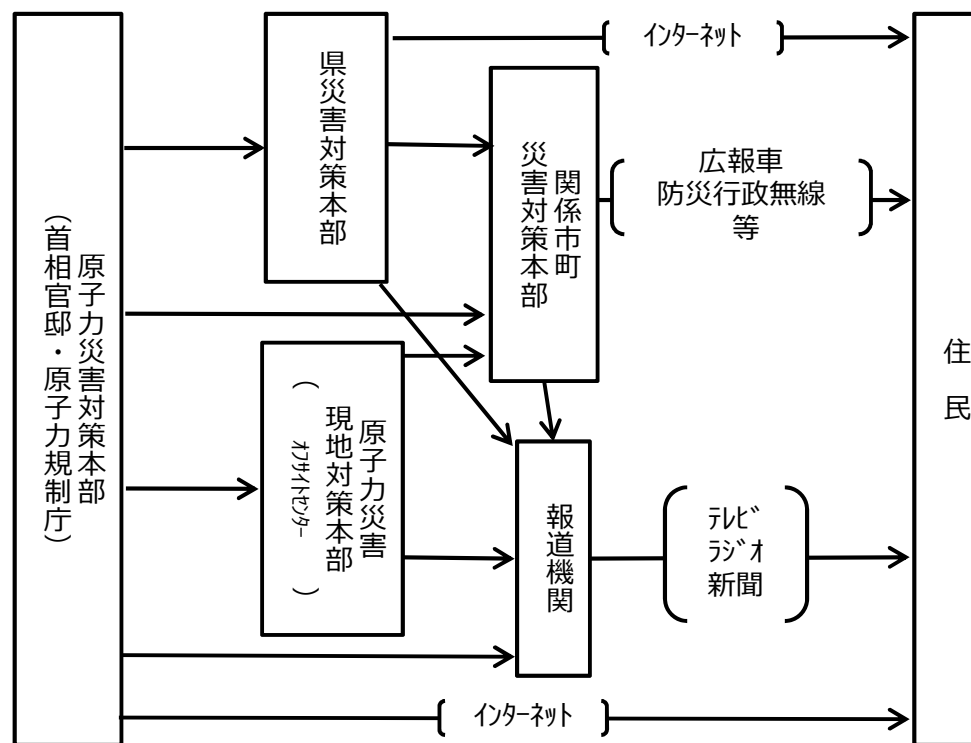 原子力災害対策本部
(首相官邸・原子力規制庁)
県災害対策本部
インターネット
関係市町
災害対策本部
広報車
防災行政無線
等
原子力災害
現地対策本部
(オフサイトセンター)
報道機関
テレビ
ラジオ
新聞
インターネット
住民